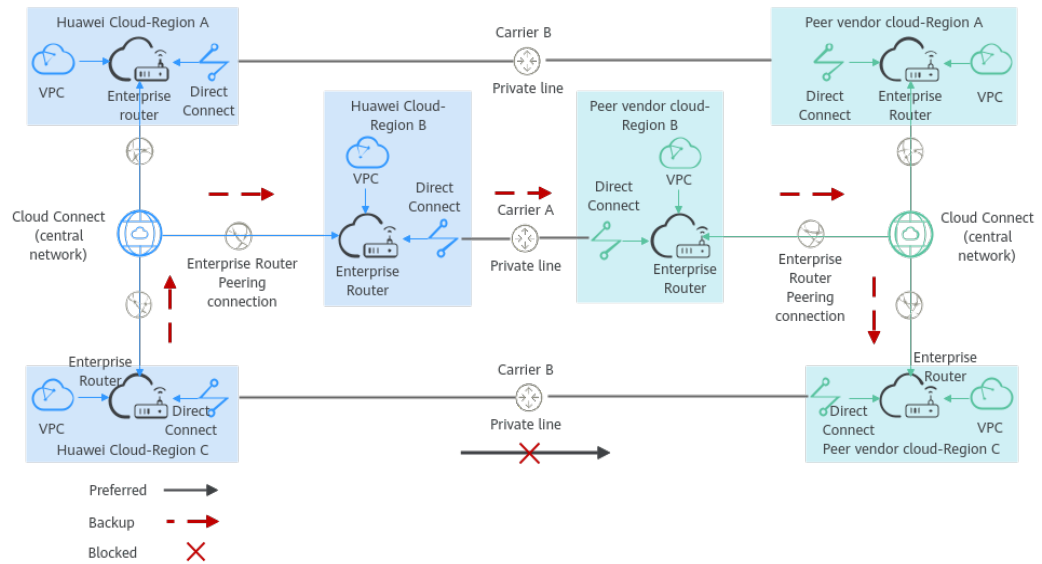 Huawei Cloud-Region A
VPC
Enterprise
router
Direct
Connect
Carrier B
Private line
Peer vendor cloud-Region A
Direct
Connect
Enterprise
Router
VPC
Huawei Cloud-
Region B
VPC
Direct
Connect
Enterprise
Router
Carrier A
Private line
Peer vendor cloud-
Region B
VPC
Direct
Connect
Enterprise
Router
Cloud Connect
(central
network)
Enterprise Router
Peering
connection
Enterprise
Router
Peering
connection
Cloud Connect
(central
network)
Enterprise
Router
VPC
Direct
Connect
Huawei Cloud-Region C
Carrier B
Private line
Enterprise
Router
Direct
Connect
VPC
Peer vendor cloud-Region C
Preferred
Backup
Blocked